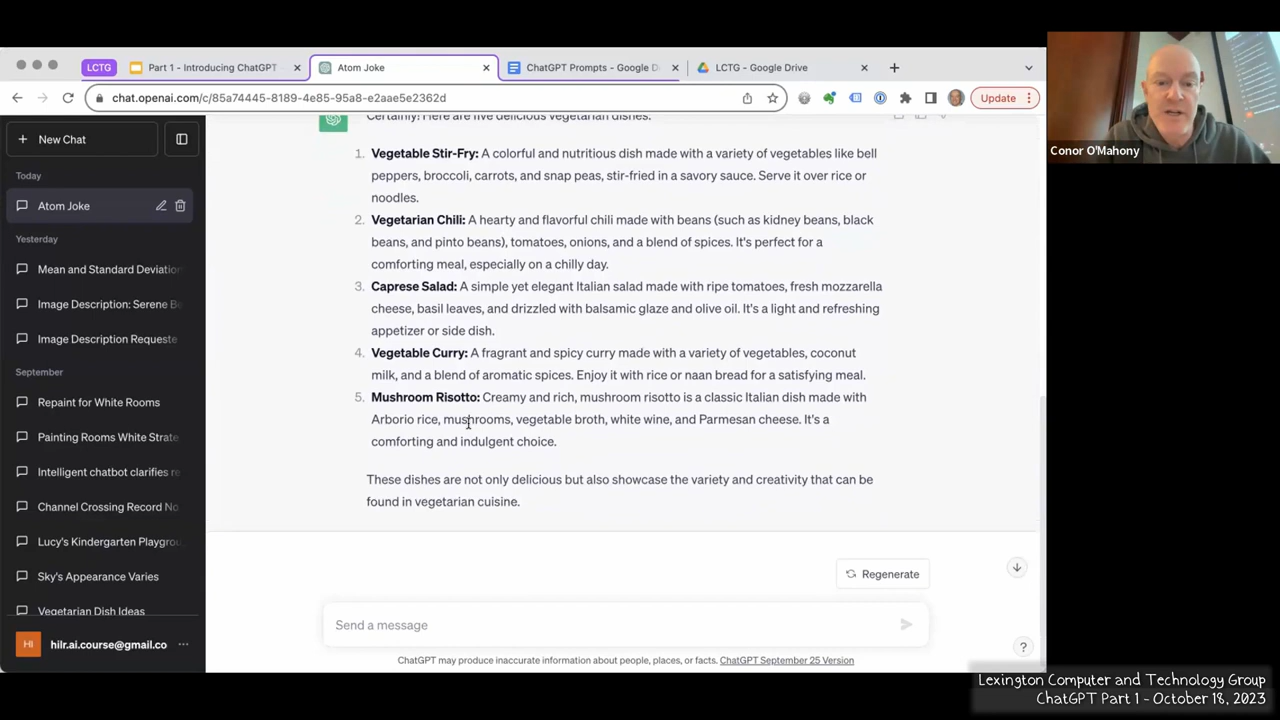 LCTG
Part 1 - Introducing ChatGPT
Atom Joke
ChatGPT Prompts - Google D
LCTG - Google Drive
chat.openai.com/c/85a74445-8189-4e85-95a8-e2aae5e2362d
Update
Conor O'Mahony
New Chat
Today
Atom Joke
Yesterday
Mean and Standard Deviation
Image Description: Serene B
Image Description Requeste
September
Repaint for White Rooms
Painting Rooms White Strate
Intelligent chatbot clarifies re
Channel Crossing Record No
Lucy's Kindergarten Playgrou
Sky's Appearance Varies
Vegetarian Dish Ideas
HI
hilr.ai.course@gmail.co
Certainly! Here are five delicious vegetarian dishes:
1. Vegetable Stir-Fry: A colorful and nutritious dish made with a variety of vegetables like bell
peppers, broccoli, carrots, and snap peas, stir-fried in a savory sauce. Serve it over rice or
noodles.
2. Vegetarian Chili: A hearty and flavorful chili made with beans (such as kidney beans, black
beans, and pinto beans), tomatoes, onions, and a blend of spices. It's perfect for a
comforting meal, especially on a chilly day.
3. Caprese Salad: A simple yet elegant Italian salad made with ripe tomatoes, fresh mozzarella
cheese, basil leaves, and drizzled with balsamic glaze and olive oil. It's a light and refreshing
appetizer or side dish.
4. Vegetable Curry: A fragrant and spicy curry made with a variety of vegetables, coconut
milk, and a blend of aromatic spices. Enjoy it with rice or naan bread for a satisfying meal.
5. Mushroom Risotto: Creamy and rich, mushroom risotto is a classic Italian dish made with
Arborio rice, mushrooms, vegetable broth, white wine, and Parmesan cheese. It's a
comforting and indulgent choice.
These dishes are not only delicious but also showcase the variety and creativity that can be
found in vegetarian cuisine.
Regenerate
Send a message
ChatGPT may produce inaccurate information about people, places, or facts. ChatGPT September 25 Version
?
Lexington Computer and Technology Group
ChatGPT Part 1 - October 18, 2023